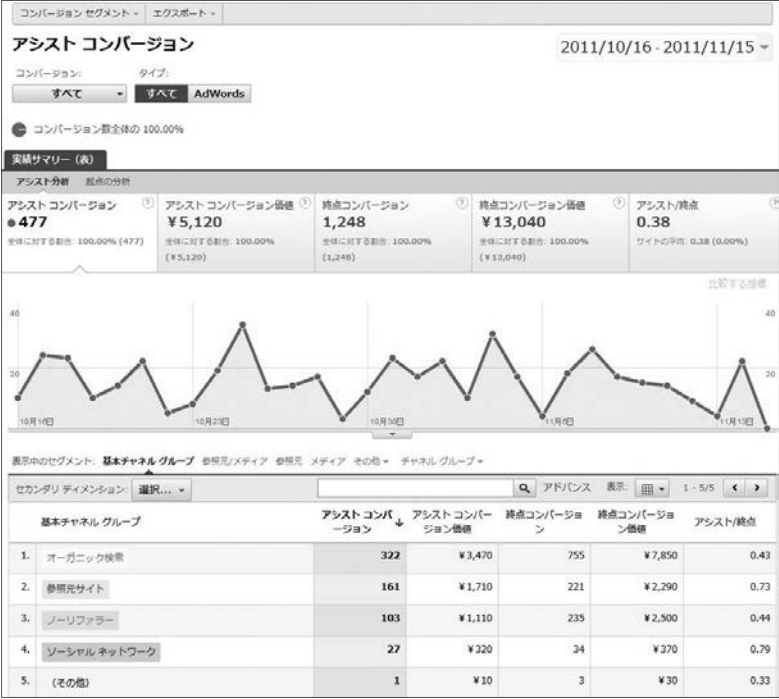 コンバージョン セグメント エクスポート
アシスト コンバージョン
2011/10/16 - 2011/11/15
コンバージョン: タイプ:
すべて すべて AdWords
コンバージョン数全体の 100.00%
実績サマリー（表）
アシスト分析 起点の分析
アシスト コンバージョン ? アシスト コンバージョン価値 ? 終点コンバージョン ? 終点コンバージョン価値 ? アシスト/終点 ?
477 ¥5,120 1,248 ¥13,040 0.38
全体に対する割合: 100.00% (477) 全体に対する割合: 100.00% 全体に対する割合: 100.00% 全体に対する割合: 100.00% サイトの平均: 0.38 (0.00%)
(¥5,120) (1,248) (¥13,040)
比較する指標
40 40
20 20
10月16日 10月23日 10月30日 11月6日 11月13日
表示中のセグメント: 基本チャネル グループ 参照元/メディア 参照元 メディア その他 チャネル グループ
セカンダリ ディメンション: 選択... アドバンス 表示: 1 - 5/5
基本チャネル グループ アシスト コンバ アシスト コンバー 終点コンバージョ 終点コンバージョ アシスト/終点
ージョン ↓ ジョン価値 ン ン価値
1. オーガニック検索 322 ¥3,470 755 ¥7,850 0.43
2. 参照元サイト 161 ¥1,710 221 ¥2,290 0.73
3. ノーリファラー 103 ¥1,110 235 ¥2,500 0.44
4. ソーシャル ネットワーク 27 ¥320 34 ¥370 0.79
5. (その他) 1 ¥10 3 ¥30 0.33